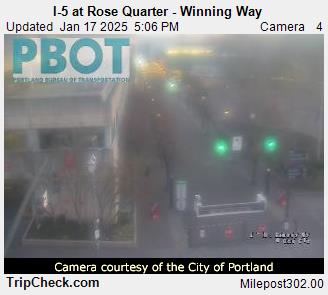 I-5 at Rose Quarter - Winning Way
Updated Jan 17 2025 5:06 PM Camera 4
PBOT
PORTLAND BUREAU OF TRANSPORTATION
Camera courtesy of the City of Portland
TripCheck.com Milepost302.00